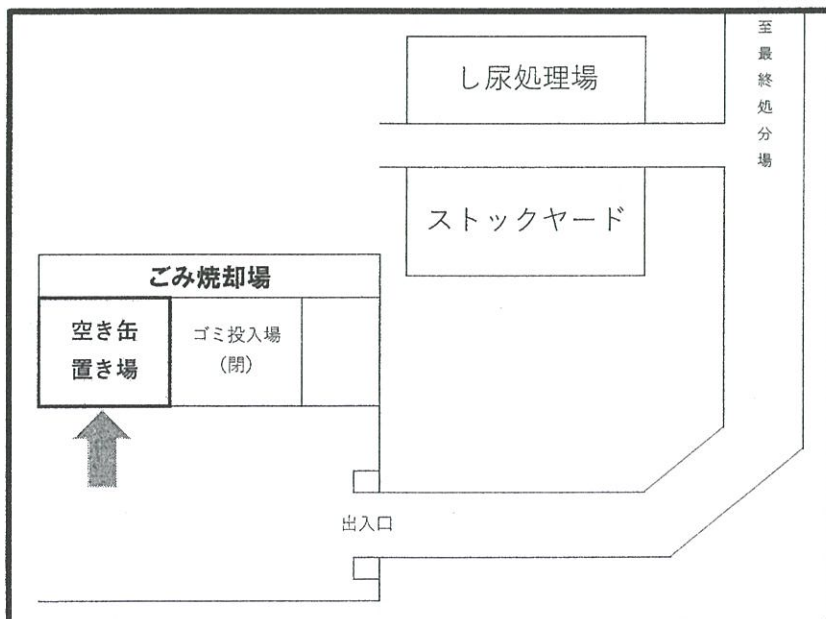 し尿処理場
至最終処分場
ストックヤード
ごみ焼却場
空き缶
置き場
ゴミ投入場
(閉)
出入口